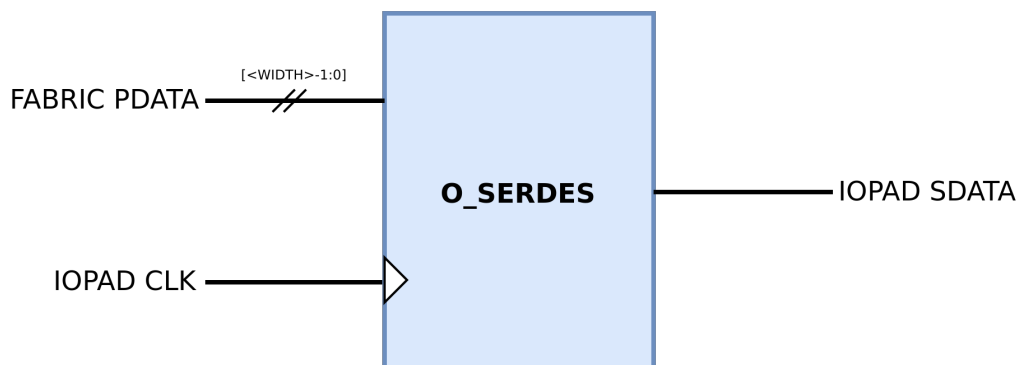 [<WIDTH>-1:0]
FABRIC PDATA
O_SERDES
IOPAD SDATA
IOPAD CLK